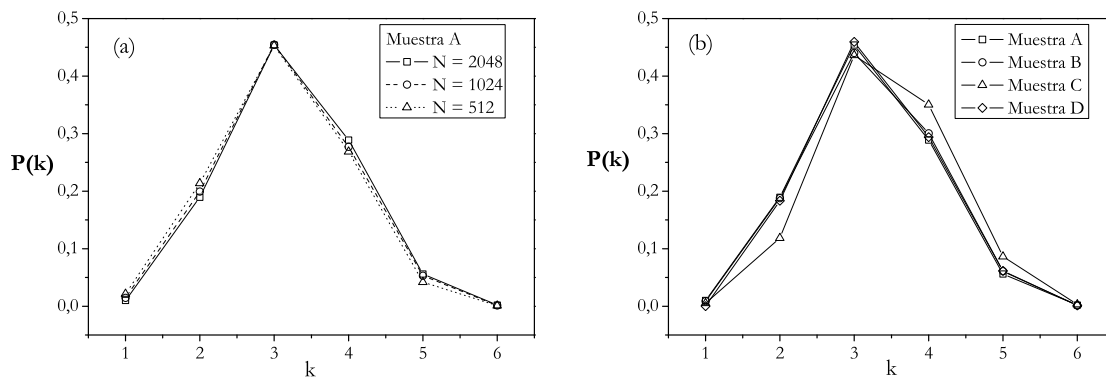 (a)
Muestra A
N = 2048
N = 1024
N = 512
0,5
0,4
0,3
0,2
0,1
0,0
P(k)
1 2 3 4 5 6
k
(b)
Muestra A
Muestra B
Muestra C
Muestra D
0,5
0,4
0,3
0,2
0,1
0,0
P(k)
1 2 3 4 5 6
k